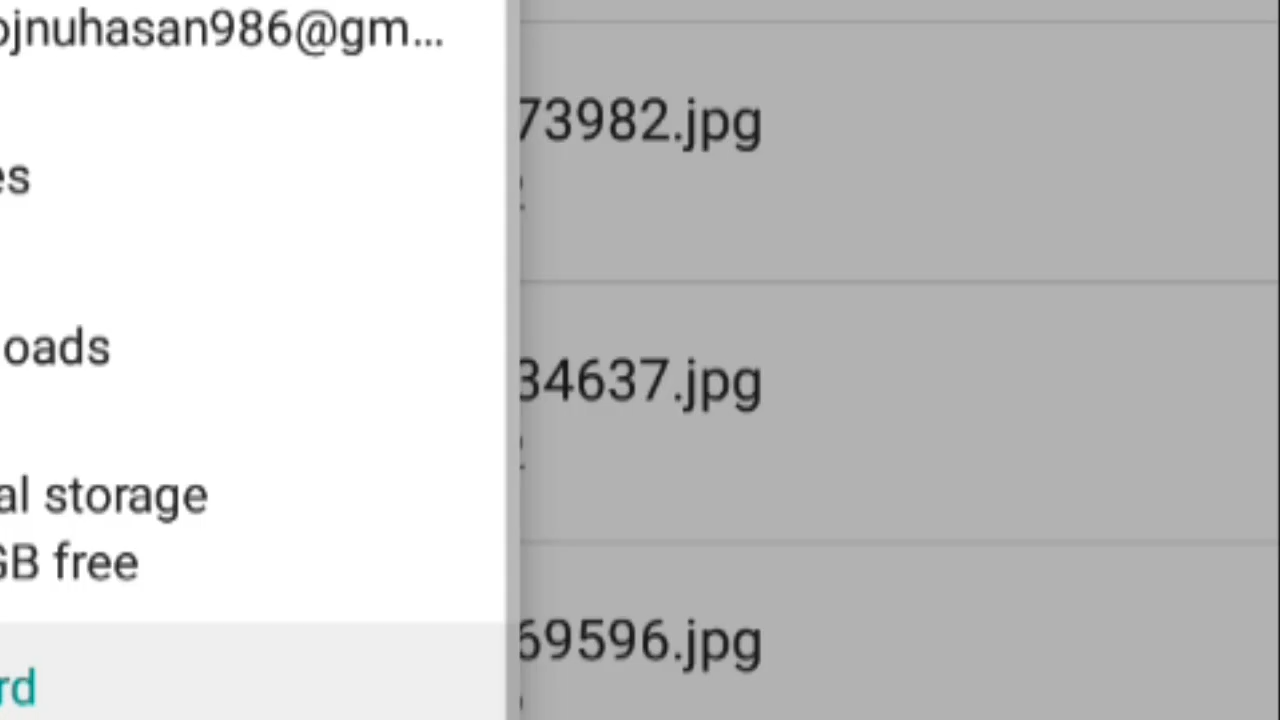 ojnuhasan986@gm...
es
oads
al storage
GB free
rd
73982.jpg
34637.jpg
69596.jpg